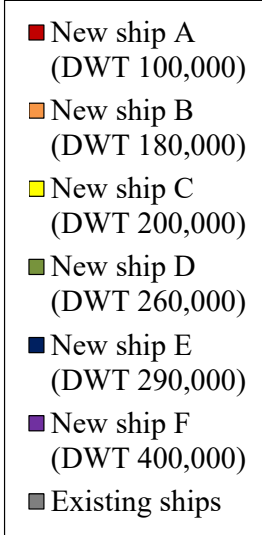 New ship A
(DWT 100,000)
New ship B
(DWT 180,000)
New ship C
(DWT 200,000)
New ship D
(DWT 260,000)
New ship E
(DWT 290,000)
New ship F
(DWT 400,000)
Existing ships